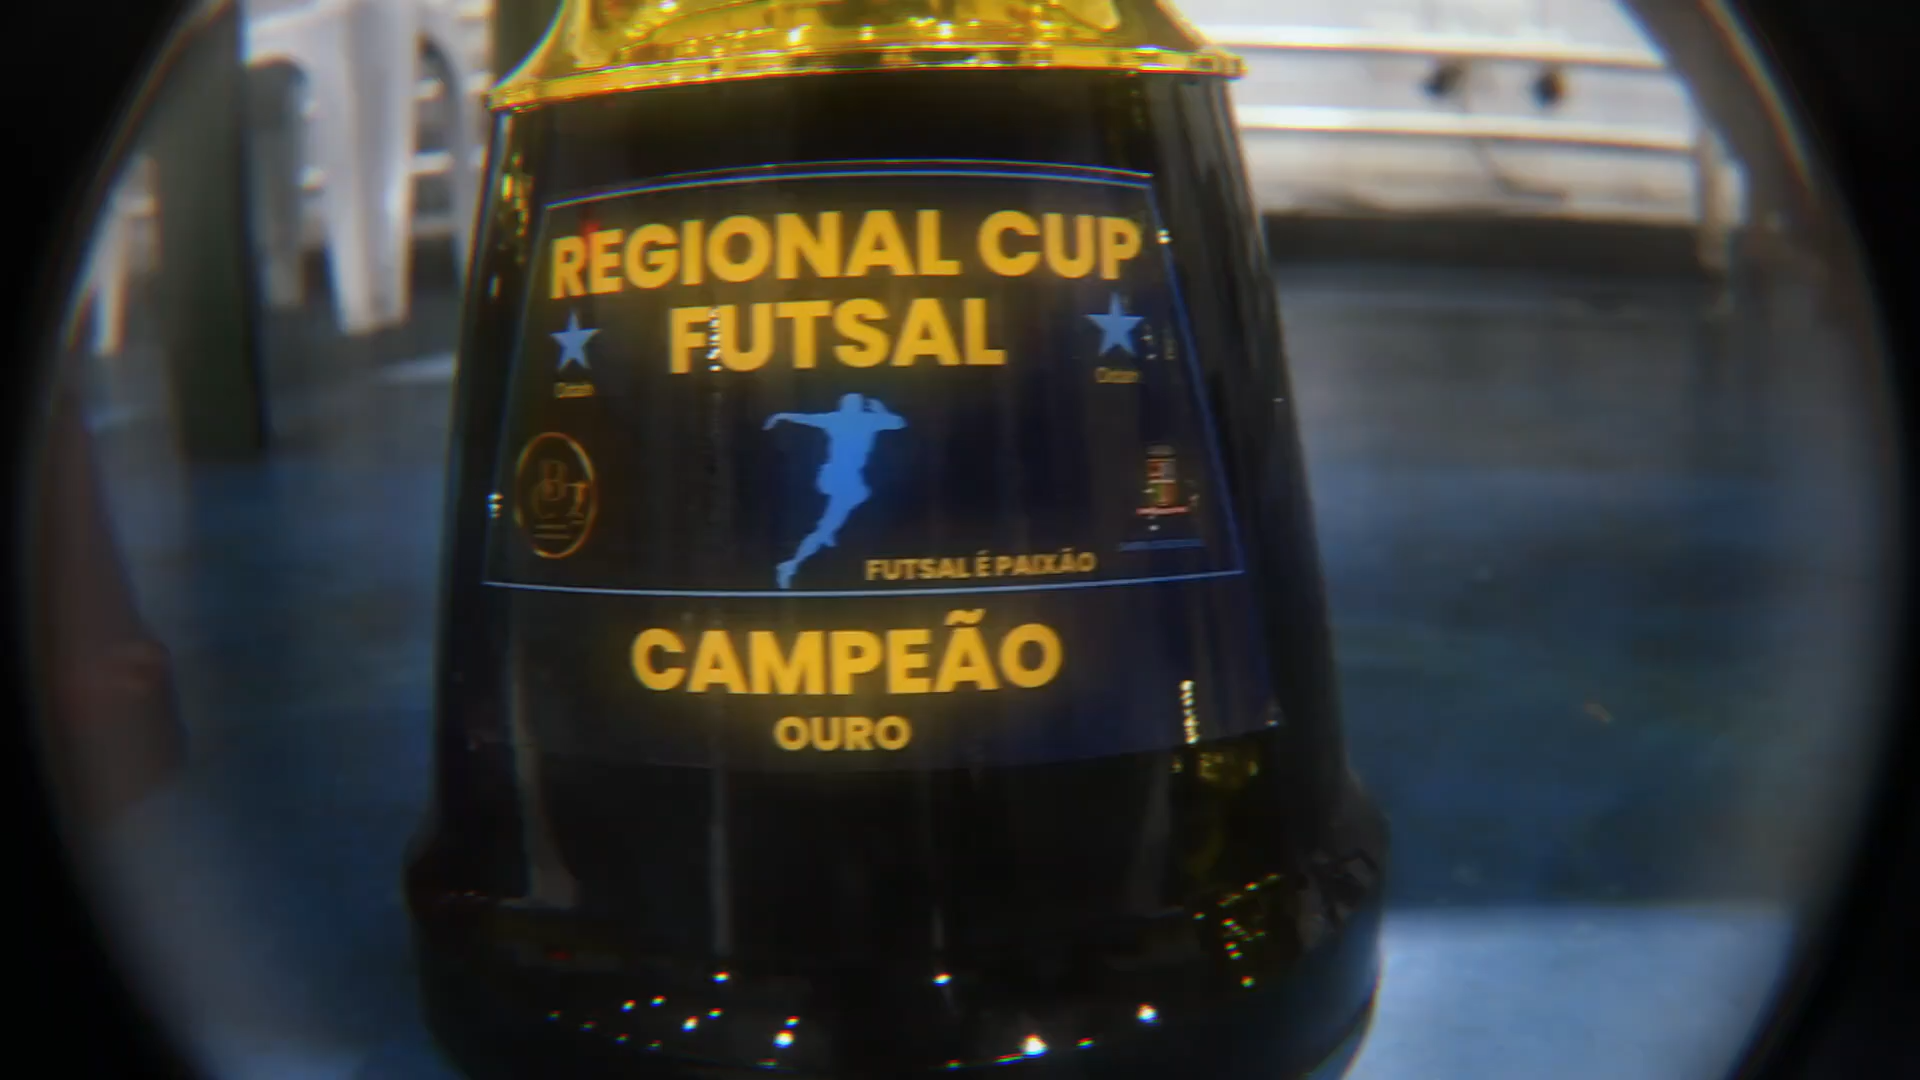 REGIONAL CUP
FUTSAL
FUTSAL É PAIXÃO
CAMPEÃO
OURO